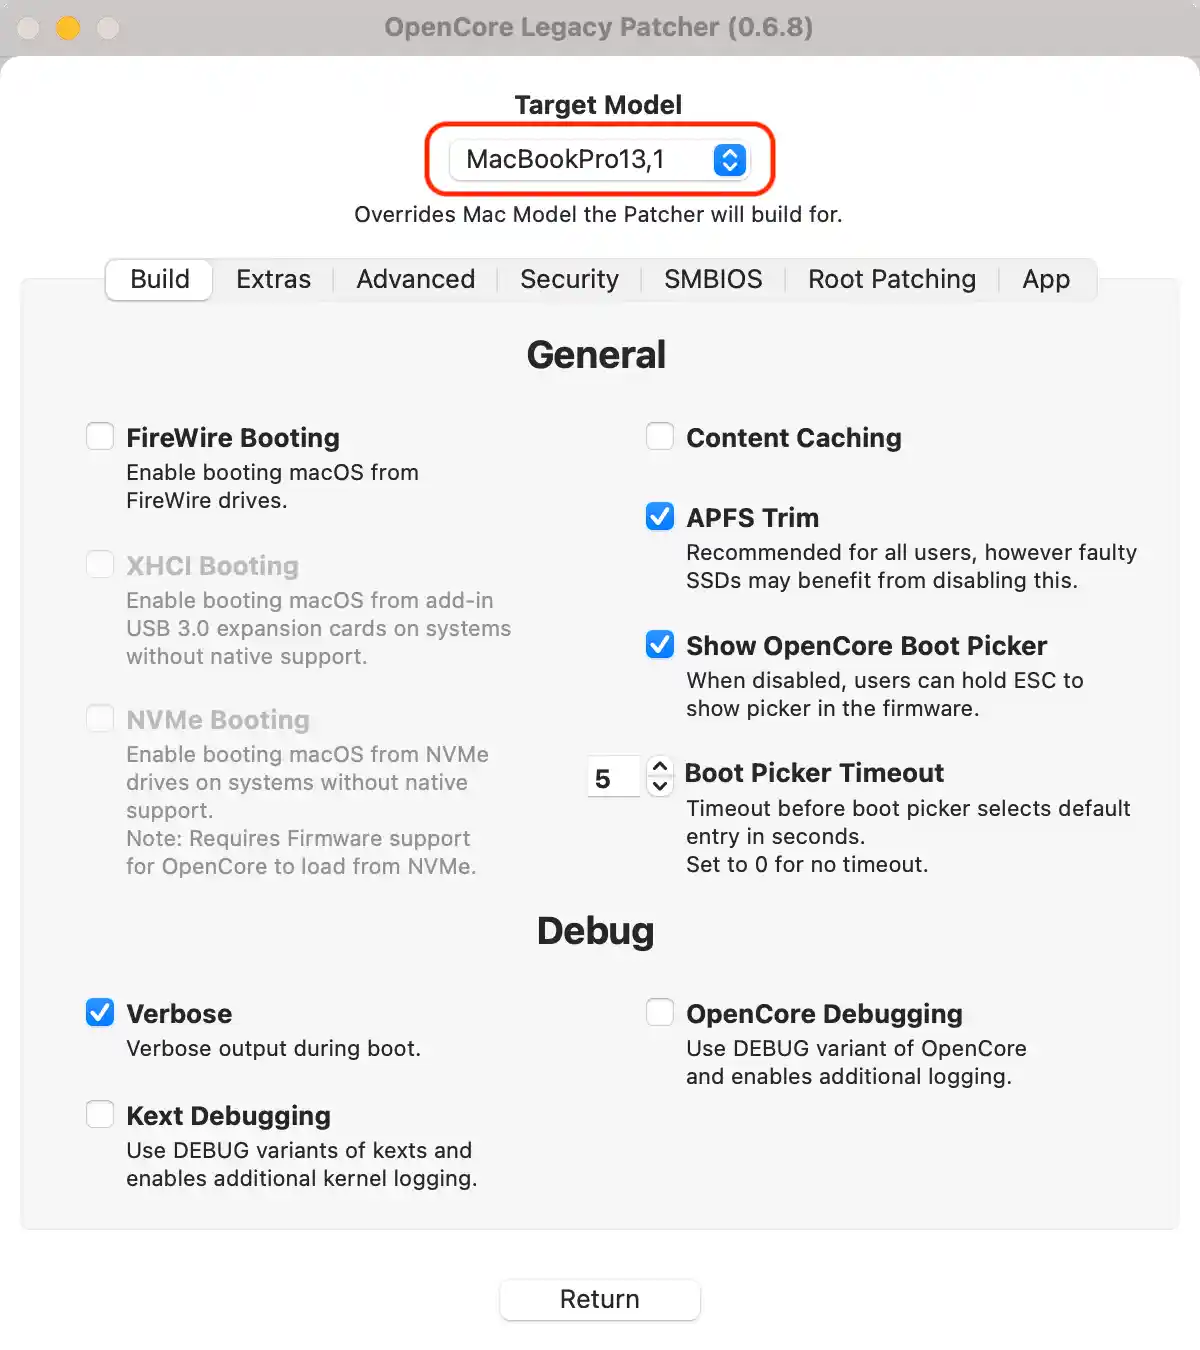 OpenCore Legacy Patcher (0.6.8)
Target Model
MacBookPro13,1
Overrides Mac Model the Patcher will build for.
Build
Extras
Advanced
Security
SMBIOS
Root Patching
App
General
FireWire Booting
Enable booting macOS from
FireWire drives.
XHCI Booting
Enable booting macOS from add-in
USB 3.0 expansion cards on systems
without native support.
NVMe Booting
Enable booting macOS from NVMe
drives on systems without native
support.
Note: Requires Firmware support
for OpenCore to load from NVMe.
Content Caching
APFS Trim
Recommended for all users, however faulty
SSDs may benefit from disabling this.
Show OpenCore Boot Picker
When disabled, users can hold ESC to
show picker in the firmware.
5
Boot Picker Timeout
Timeout before boot picker selects default
entry in seconds.
Set to 0 for no timeout.
Debug
Verbose
Verbose output during boot.
Kext Debugging
Use DEBUG variants of kexts and
enables additional kernel logging.
OpenCore Debugging
Use DEBUG variant of OpenCore
and enables additional logging.
Return